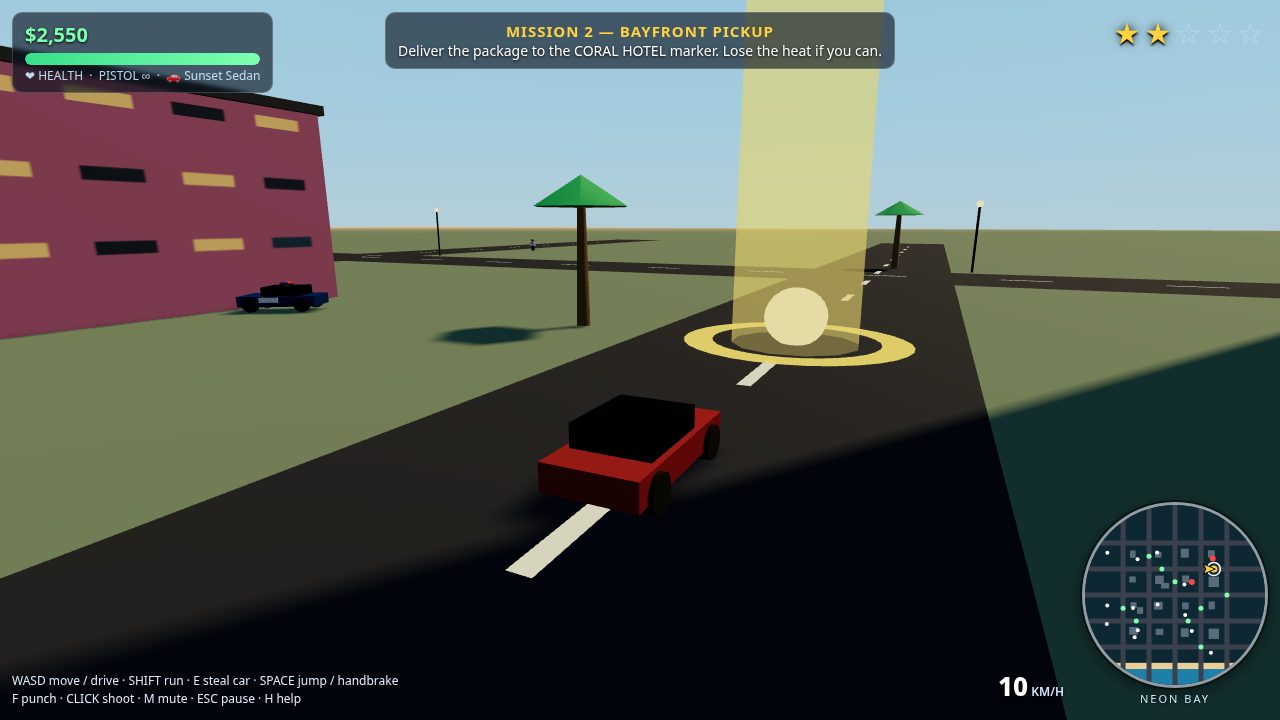 $2,550
❤ HEALTH · PISTOL ∞ · 🚗 Sunset Sedan
MISSION 2 — BAYFRONT PICKUP
Deliver the package to the CORAL HOTEL marker. Lose the heat if you can.
★ ★ ☆ ☆ ☆
WASD move / drive · SHIFT run · E steal car · SPACE jump / handbrake
F punch · CLICK shoot · M mute · ESC pause · H help
10 KM/H
NEON BAY